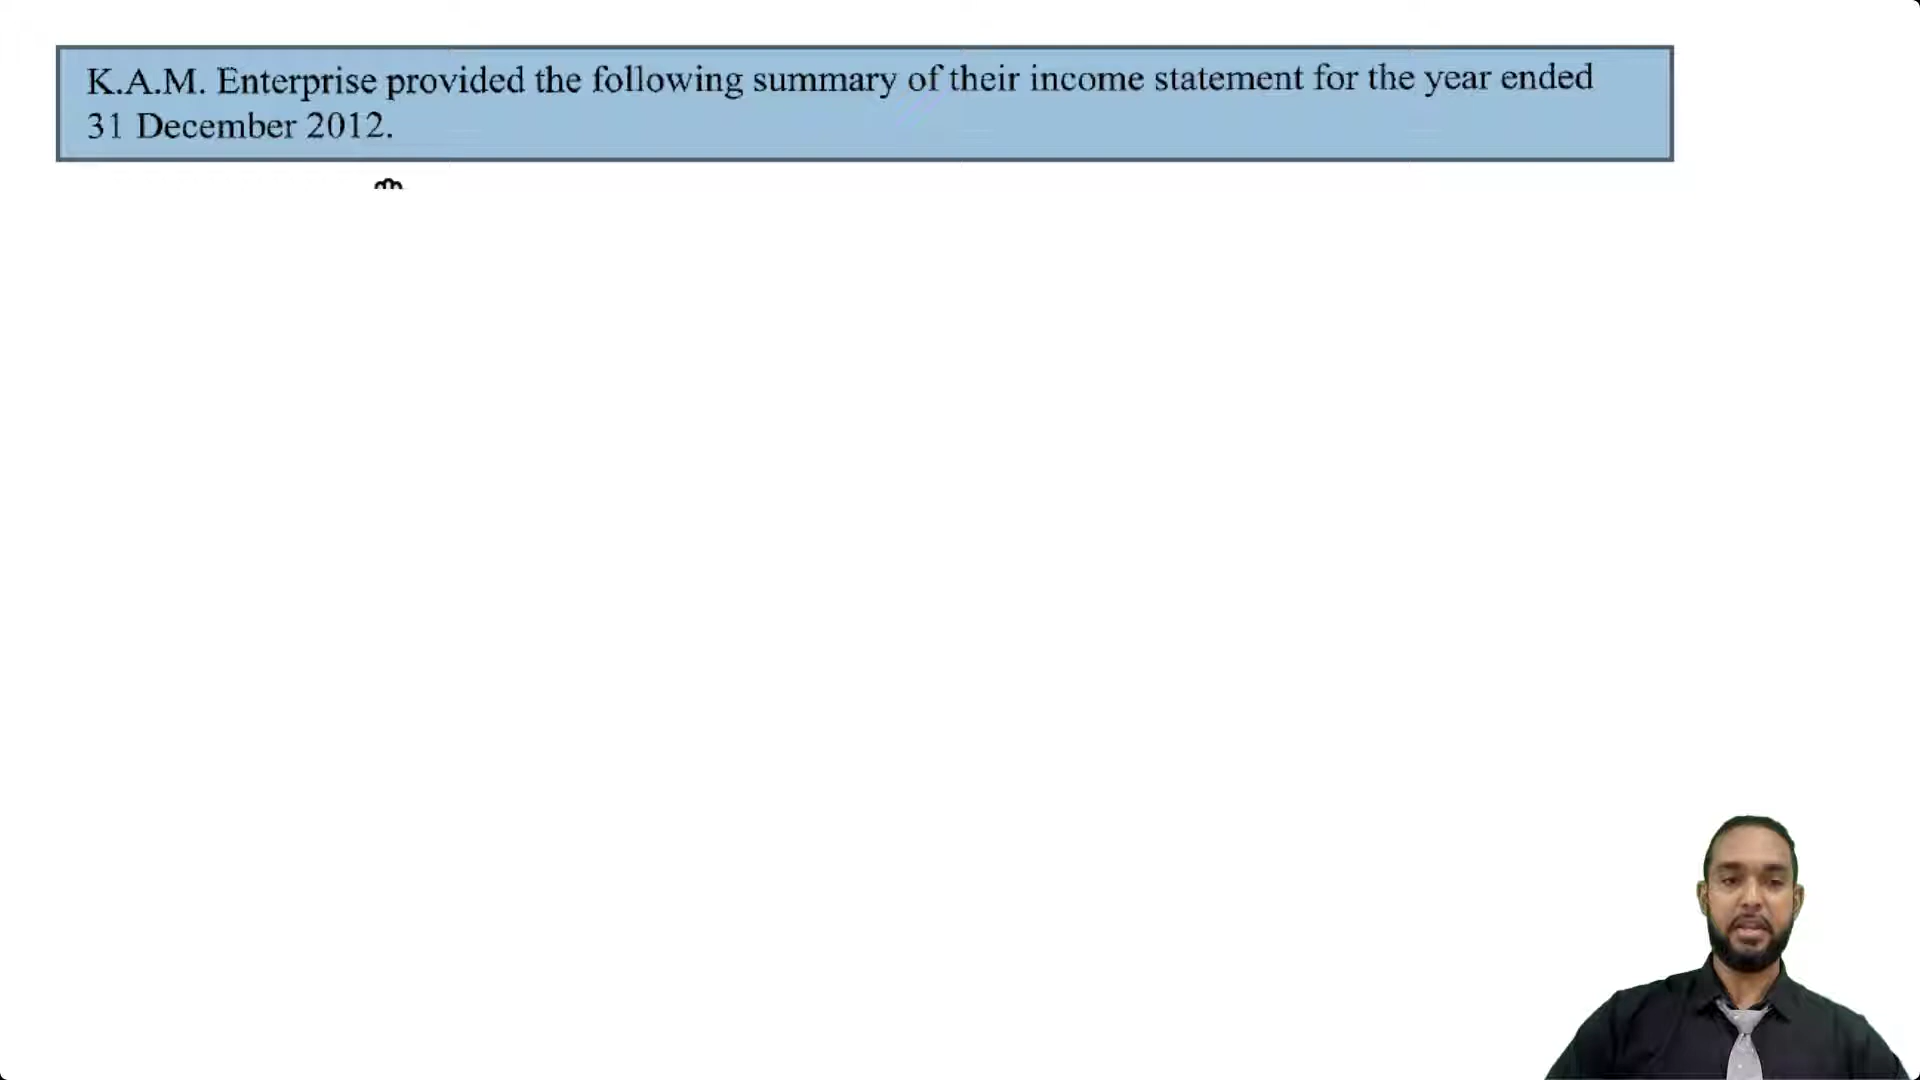 K.A.M. Enterprise provided the following summary of their income statement for the year ended
31 December 2012.